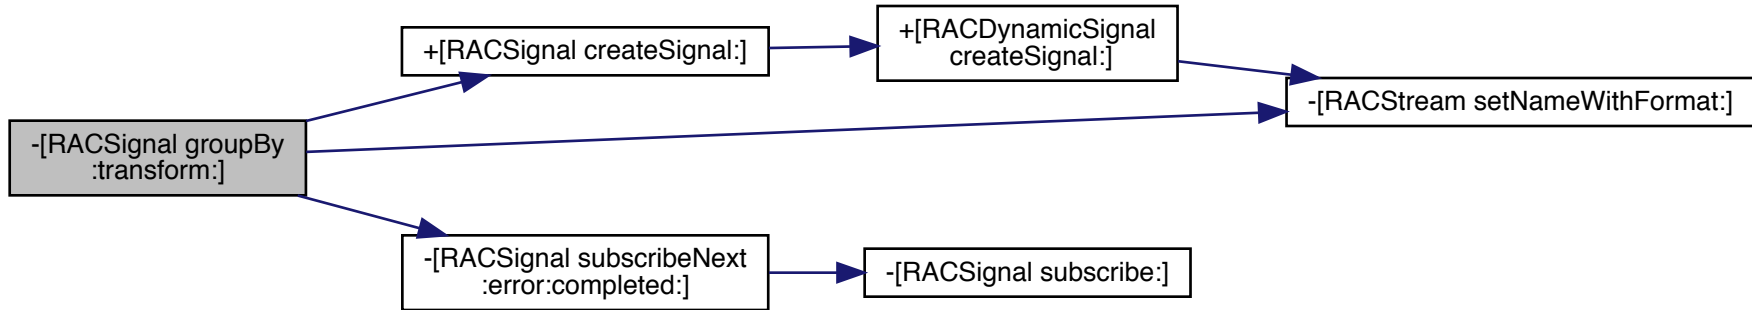 -[RACSignal groupBy
:transform:]
+[RACSignal createSignal:]
+[RACDynamicSignal
createSignal:]
-[RACStream setNameWithFormat:]
-[RACSignal subscribeNext
:error:completed:]
-[RACSignal subscribe:]